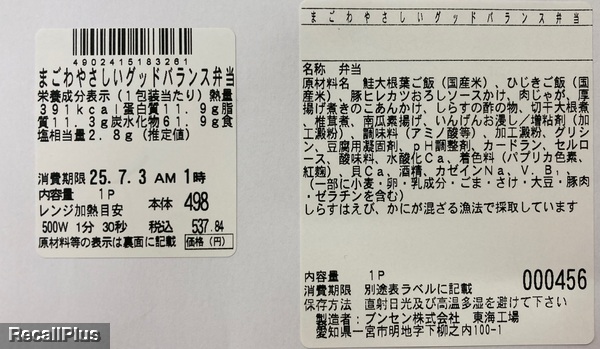 4902415183261
まごわやさしいグッドバランス弁当
栄養成分表示(1包装当たり)熱量
391kcal蛋白質11.9g脂
質11.3g炭水化物61.9g食
塩相当量2.8g(推定値)
消費期限 25.7.3 AM 1時
内容量 1P
レンジ加熱目安 本体 498
500W 1分 30秒 税込 537.84
原材料等の表示は裏面に記載 価格(円)
まごわやさしいグッドバランス弁当
名称 弁当
原材料名 鮭大根葉ご飯(国産米)、ひじきご飯(国
産米)、豚ヒレカツおろしソースかけ、肉じゃが、厚
揚げ煮きのこあんかけ、しらすの酢の物、切干大根煮
、椎茸煮、南瓜素揚げ、いんげんお浸し/増粘剤(加
工澱粉)、調味料(アミノ酸等)、加工澱粉、グリシ
ン、豆腐用凝固剤、pH調整剤、カードラン、セルロ
ース、酸味料、水酸化Ca、着色料(パプリカ色素、
紅麹)、貝Ca、酒精、カゼインNa、V.B1、
(一部に小麦・卵・乳成分・ごま・さけ・大豆・豚肉
・ゼラチンを含む)
しらすはえび、かにが混ざる漁法で採取しています
内容量 1P
消費期限 別途表ラベルに記載
000456
保存方法 直射日光及び高温多湿を避けて下さい
製造者:ブンセン株式会社 東海工場
愛知県一宮市明地字下柳之内100-1
RecallPlus